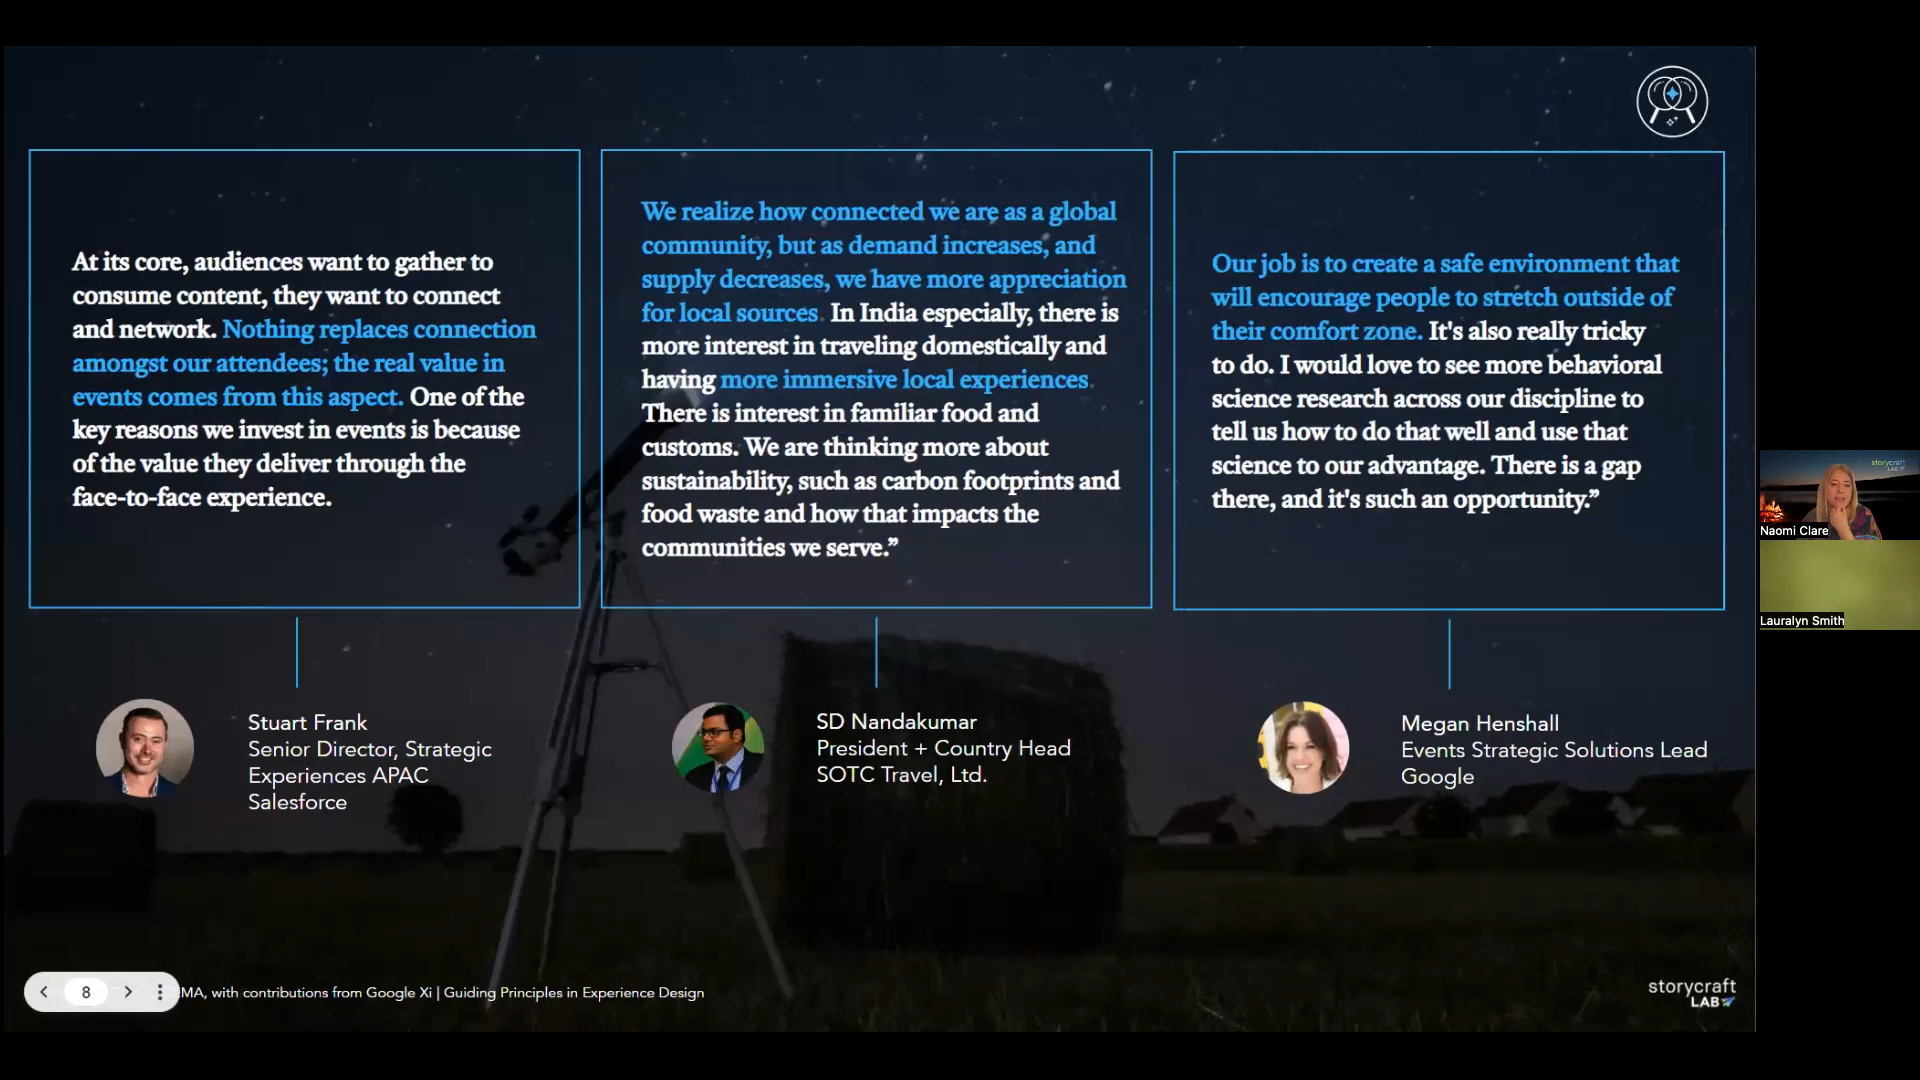 At its core, audiences want to gather to
consume content, they want to connect
and network. Nothing replaces connection
amongst our attendees; the real value in
events comes from this aspect. One of the
key reasons we invest in events is because
of the value they deliver through the
face-to-face experience.
Stuart Frank
Senior Director, Strategic
Experiences APAC
Salesforce
We realize how connected we are as a global
community, but as demand increases, and
supply decreases, we have more appreciation
for local sources. In India especially, there is
more interest in traveling domestically and
having more immersive local experiences.
There is interest in familiar food and
customs. We are thinking more about
sustainability, such as carbon footprints and
food waste and how that impacts the
communities we serve.”
SD Nandakumar
President + Country Head
SOTC Travel, Ltd.
Our job is to create a safe environment that
will encourage people to stretch outside of
their comfort zone. It's also really tricky
to do. I would love to see more behavioral
science research across our discipline to
tell us how to do that well and use that
science to our advantage. There is a gap
there, and it's such an opportunity.”
Megan Henshall
Events Strategic Solutions Lead
Google
storycraft
LAB
Naomi Clare
Lauralyn Smith
8
EMA, with contributions from Google Xi | Guiding Principles in Experience Design
storycraft
LAB